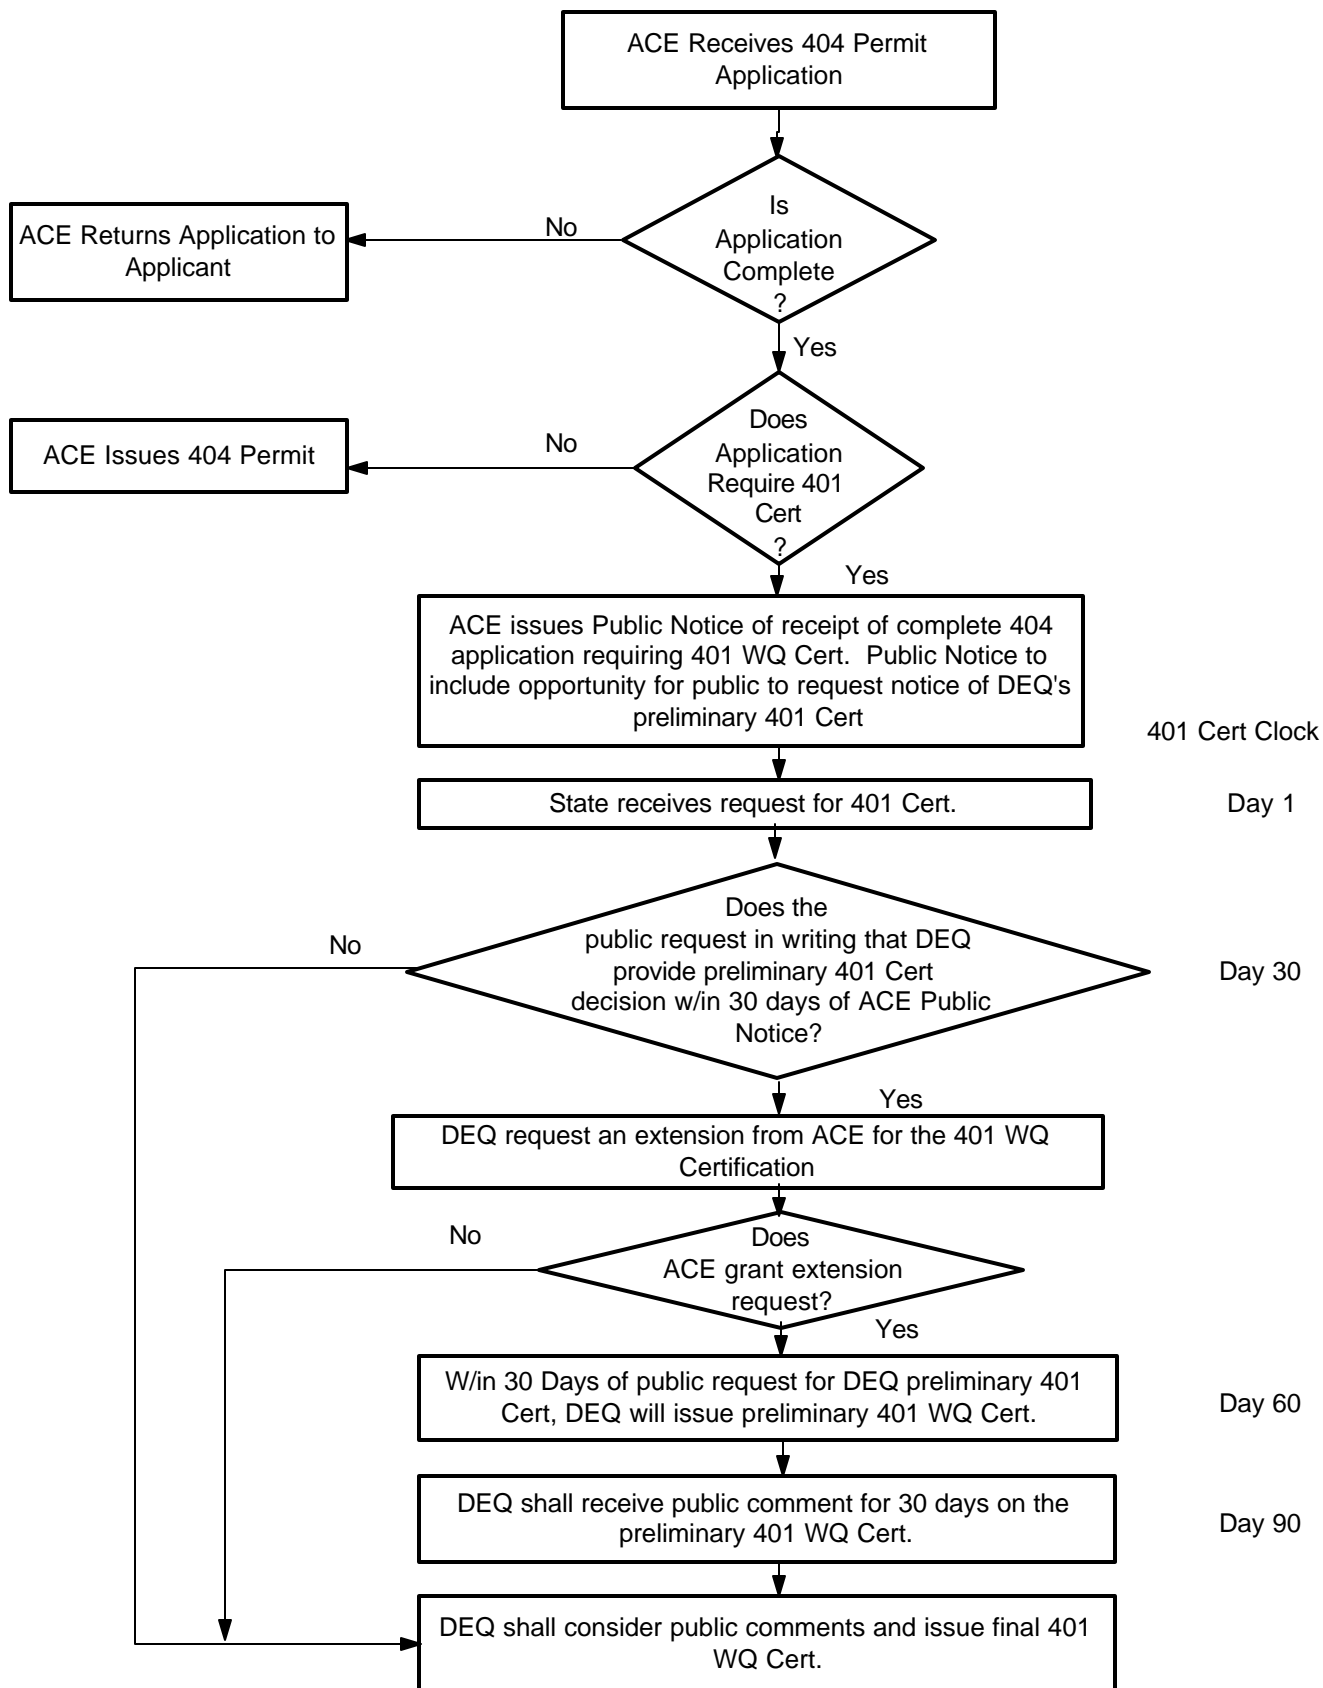 ACE Receives 404 Permit
Application
Is
Application
Complete
?
No
ACE Returns Application to
Applicant
Yes
Does
Application
Require 401
Cert
?
No
ACE Issues 404 Permit
Yes
ACE issues Public Notice of receipt of complete 404
application requiring 401 WQ Cert. Public Notice to
include opportunity for public to request notice of DEQ's
preliminary 401 Cert
401 Cert Clock
State receives request for 401 Cert.
Day 1
Does the
public request in writing that DEQ
provide preliminary 401 Cert
decision w/in 30 days of ACE Public
Notice?
No
Day 30
Yes
DEQ request an extension from ACE for the 401 WQ
Certification
No
Does
ACE grant extension
request?
Yes
W/in 30 Days of public request for DEQ preliminary 401
Cert, DEQ will issue preliminary 401 WQ Cert.
Day 60
DEQ shall receive public comment for 30 days on the
preliminary 401 WQ Cert.
Day 90
DEQ shall consider public comments and issue final 401
WQ Cert.